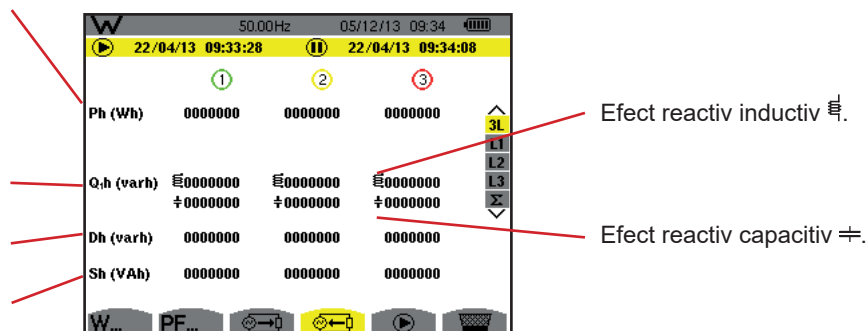 W 50.00Hz 05/12/13 09:34
22/04/13 09:33:28 22/04/13 09:34:08
1 2 3
Ph (Wh) 0000000 0000000 0000000
3L
L1
L2
Q₁h (varh) 0000000 0000000 0000000 L3
0000000 0000000 0000000 Σ
Dh (varh) 0000000 0000000 0000000
Sh (VAh) 0000000 0000000 0000000
W... PF...
Efect reactiv inductiv .
Efect reactiv capacitiv .